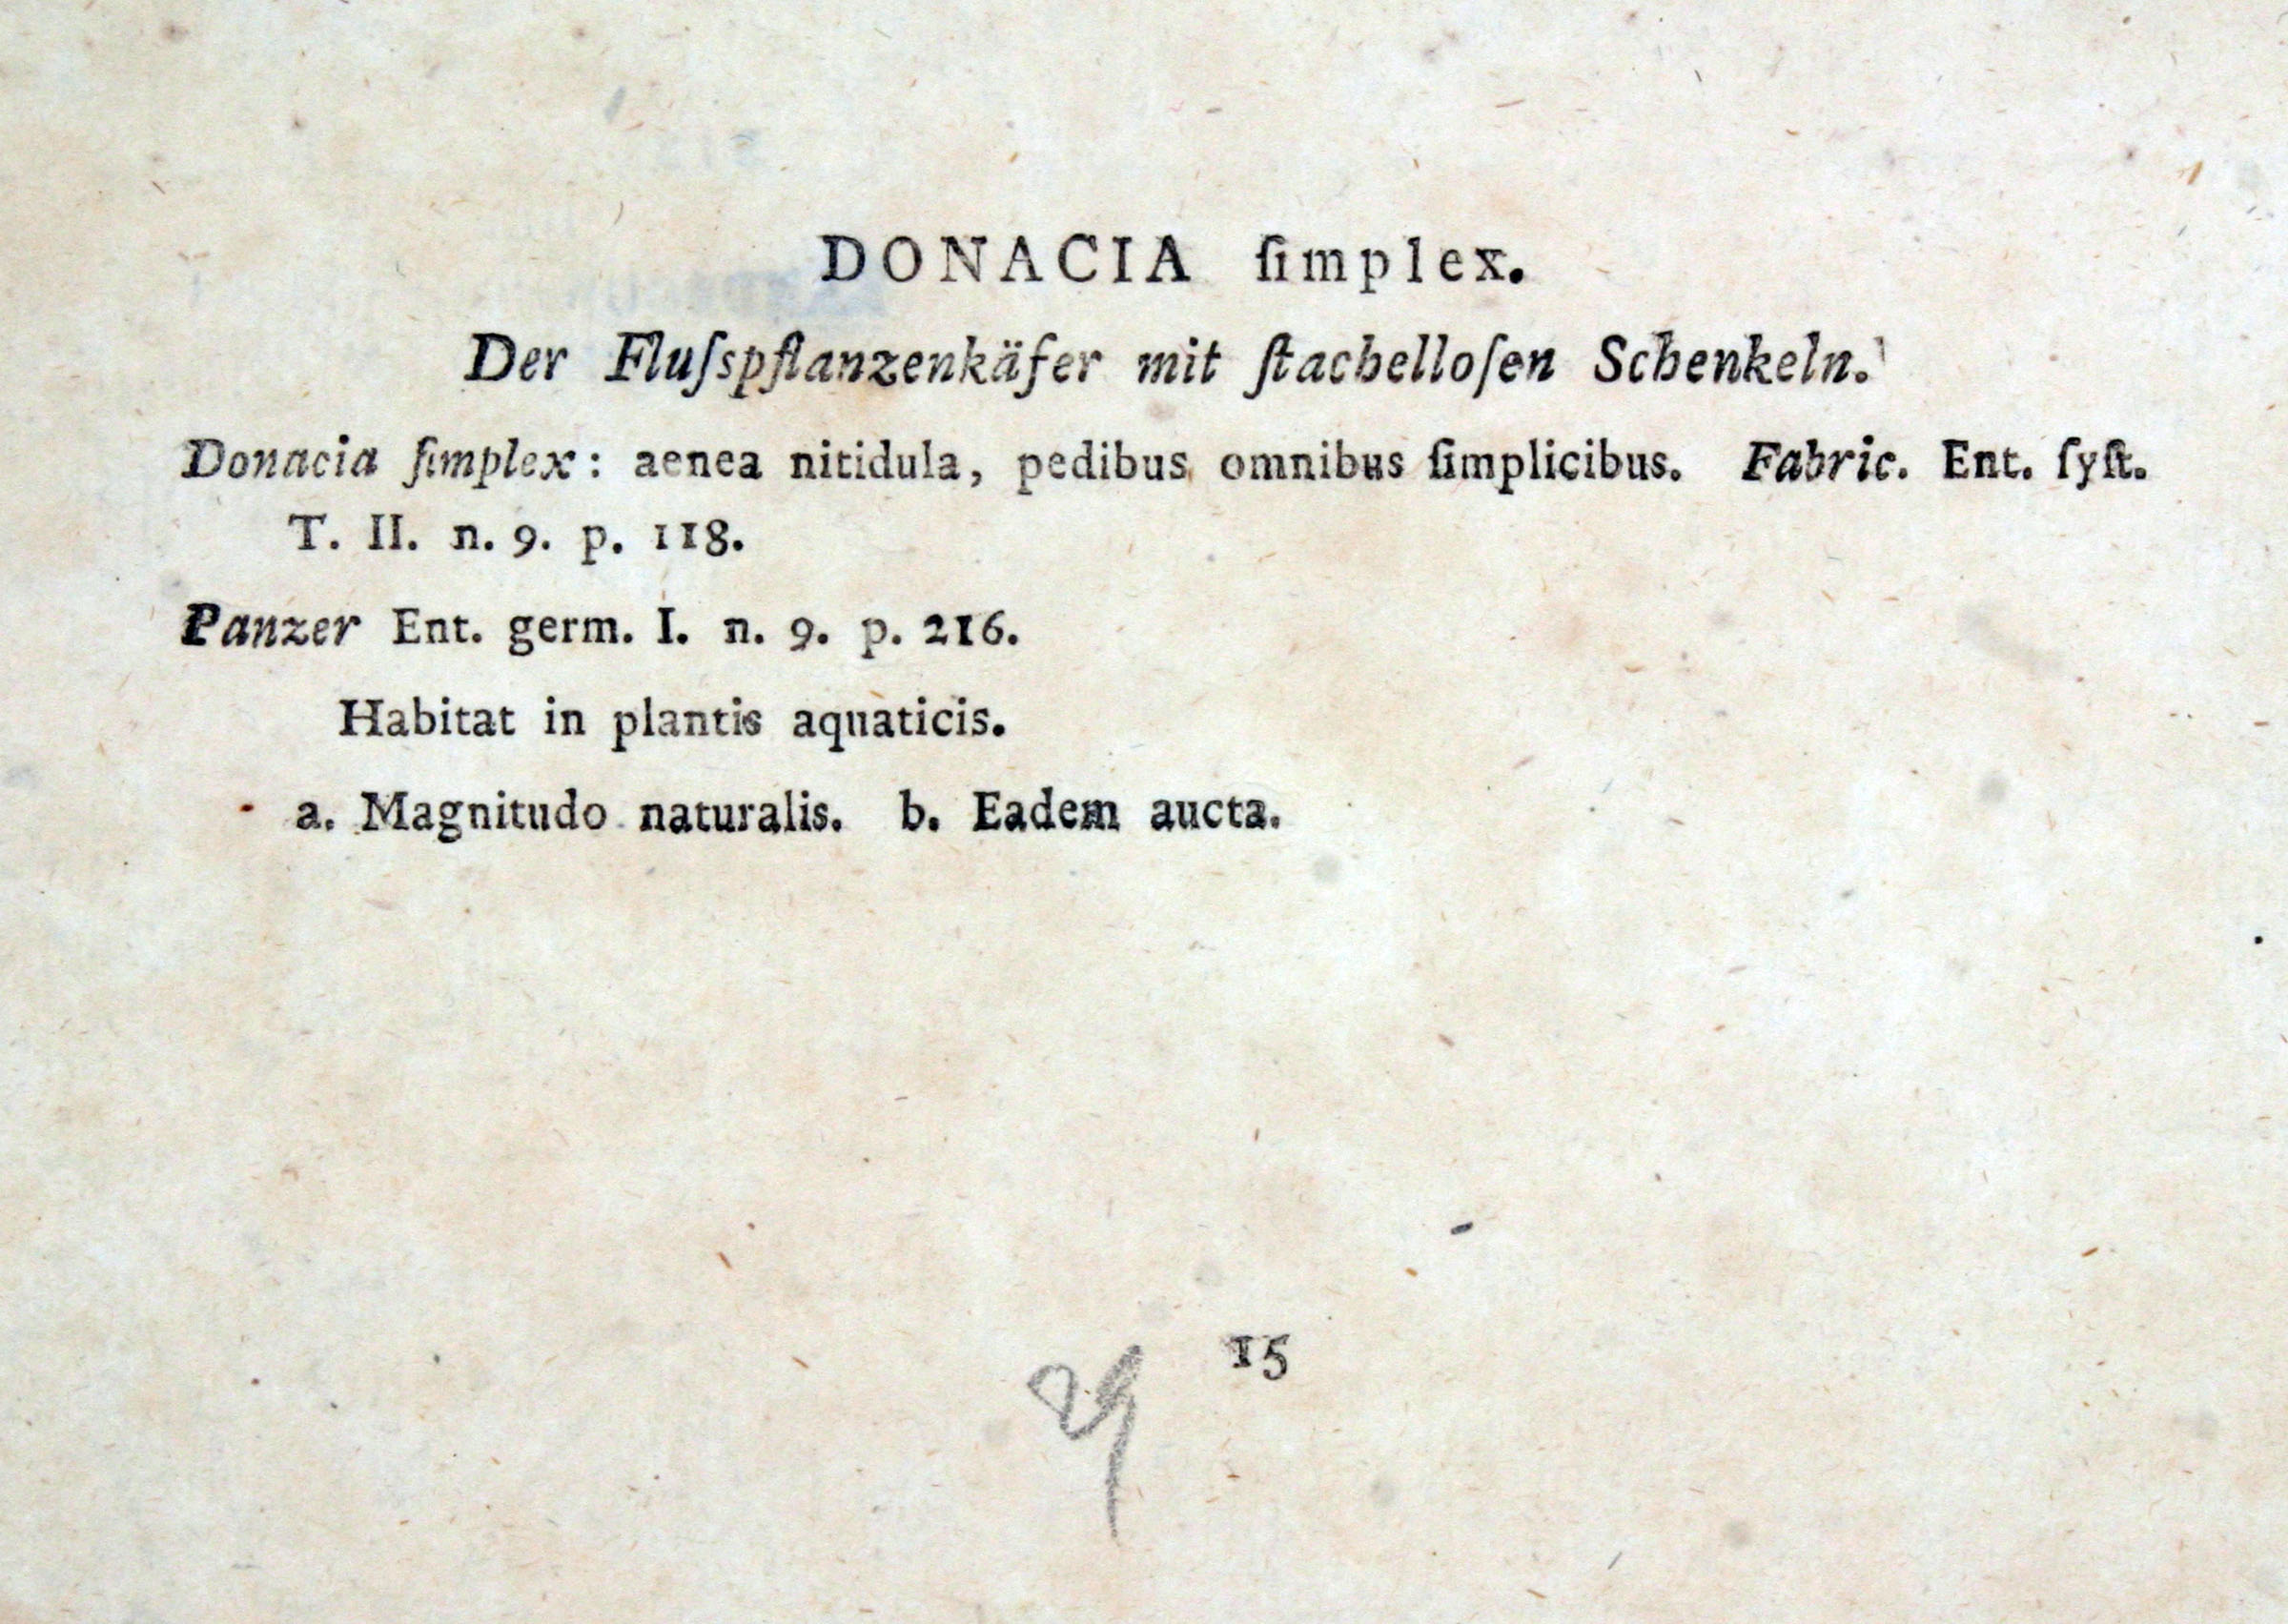 DONACIA ſimplex.
Der Fluſspflanzenkäfer mit ſtachelloſen Schenkeln.
Donacia ſimplex: aenea nitidula, pedibus omnibus ſimplicibus. Fabric. Ent. ſyſt.
T. II. n. 9. p. 118.
Panzer Ent. germ. I. n. 9. p. 216.
Habitat in plantis aquaticis.
a. Magnitudo naturalis. b. Eadem aucta.
15